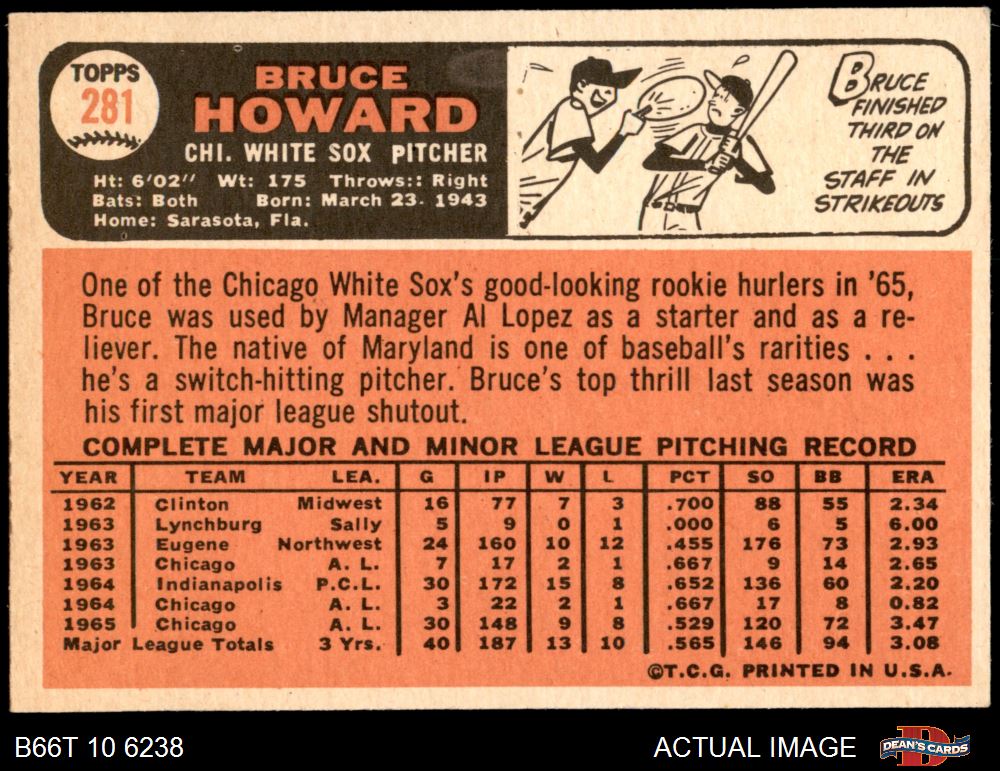 TOPPS
281
BRUCE
HOWARD
CHI. WHITE SOX PITCHER
Ht: 6'02" Wt: 175 Throws:: Right
Bats: Both Born: March 23. 1943
Home: Sarasota, Fla.
BRUCE
FINISHED
THIRD ON
THE
STAFF IN
STRIKEOUTS
One of the Chicago White Sox's good-looking rookie hurlers in '65,
Bruce was used by Manager Al Lopez as a starter and as a re-
liever. The native of Maryland is one of baseball's rarities . . .
he's a switch-hitting pitcher. Bruce's top thrill last season was
his first major league shutout.
COMPLETE MAJOR AND MINOR LEAGUE PITCHING RECORD
YEAR TEAM LEA. G IP W L PCT SO BB ERA
1962 Clinton Midwest 16 77 7 3 .700 88 55 2.34
1963 Lynchburg Sally 5 9 0 1 .000 6 5 6.00
1963 Eugene Northwest 24 160 10 12 .455 176 73 2.93
1963 Chicago A. L. 7 17 2 1 .667 9 14 2.65
1964 Indianapolis P.C.L. 30 172 15 8 .652 136 60 2.20
1964 Chicago A. L. 3 22 2 1 .667 17 8 0.82
1965 Chicago A. L. 30 148 9 8 .529 120 72 3.47
Major League Totals 3 Yrs. 40 187 13 10 .565 146 94 3.08
©T.C.G. PRINTED IN U.S.A.
B66T 10 6238
ACTUAL IMAGE
DEAN'S CARDS